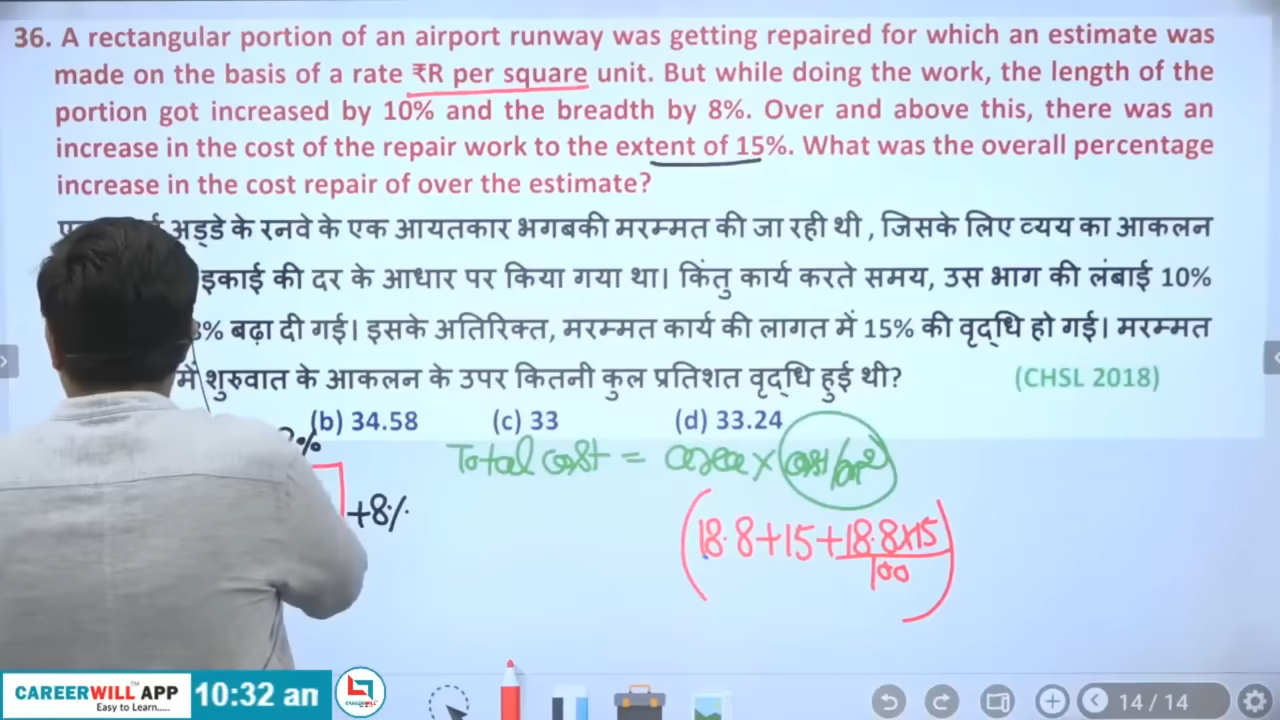 36. A rectangular portion of an airport runway was getting repaired for which an estimate was
made on the basis of a rate ₹R per square unit. But while doing the work, the length of the
portion got increased by 10% and the breadth by 8%. Over and above this, there was an
increase in the cost of the repair work to the extent of 15%. What was the overall percentage
increase in the cost repair of over the estimate?
अड्डे के रनवे के एक आयतकार भगबकी मरम्मत की जा रही थी , जिसके लिए व्यय का आकलन
इकाई की दर के आधार पर किया गया था। किंतु कार्य करते समय, उस भाग की लंबाई 10%
8% बढ़ा दी गई। इसके अतिरिक्त, मरम्मत कार्य की लागत में 15% की वृद्धि हो गई। मरम्मत
में शुरुवात के आकलन के उपर कितनी कुल प्रतिशत वृद्धि हुई थी? (CHSL 2018)
(b) 34.58 (c) 33 (d) 33.24
Total cost = area × cost/m²
+8%
(18.8+15+18.8×15/100)
CAREERWILL™ APP
Easy to Learn.....
10:32 an
CAREERWILL
14 / 14